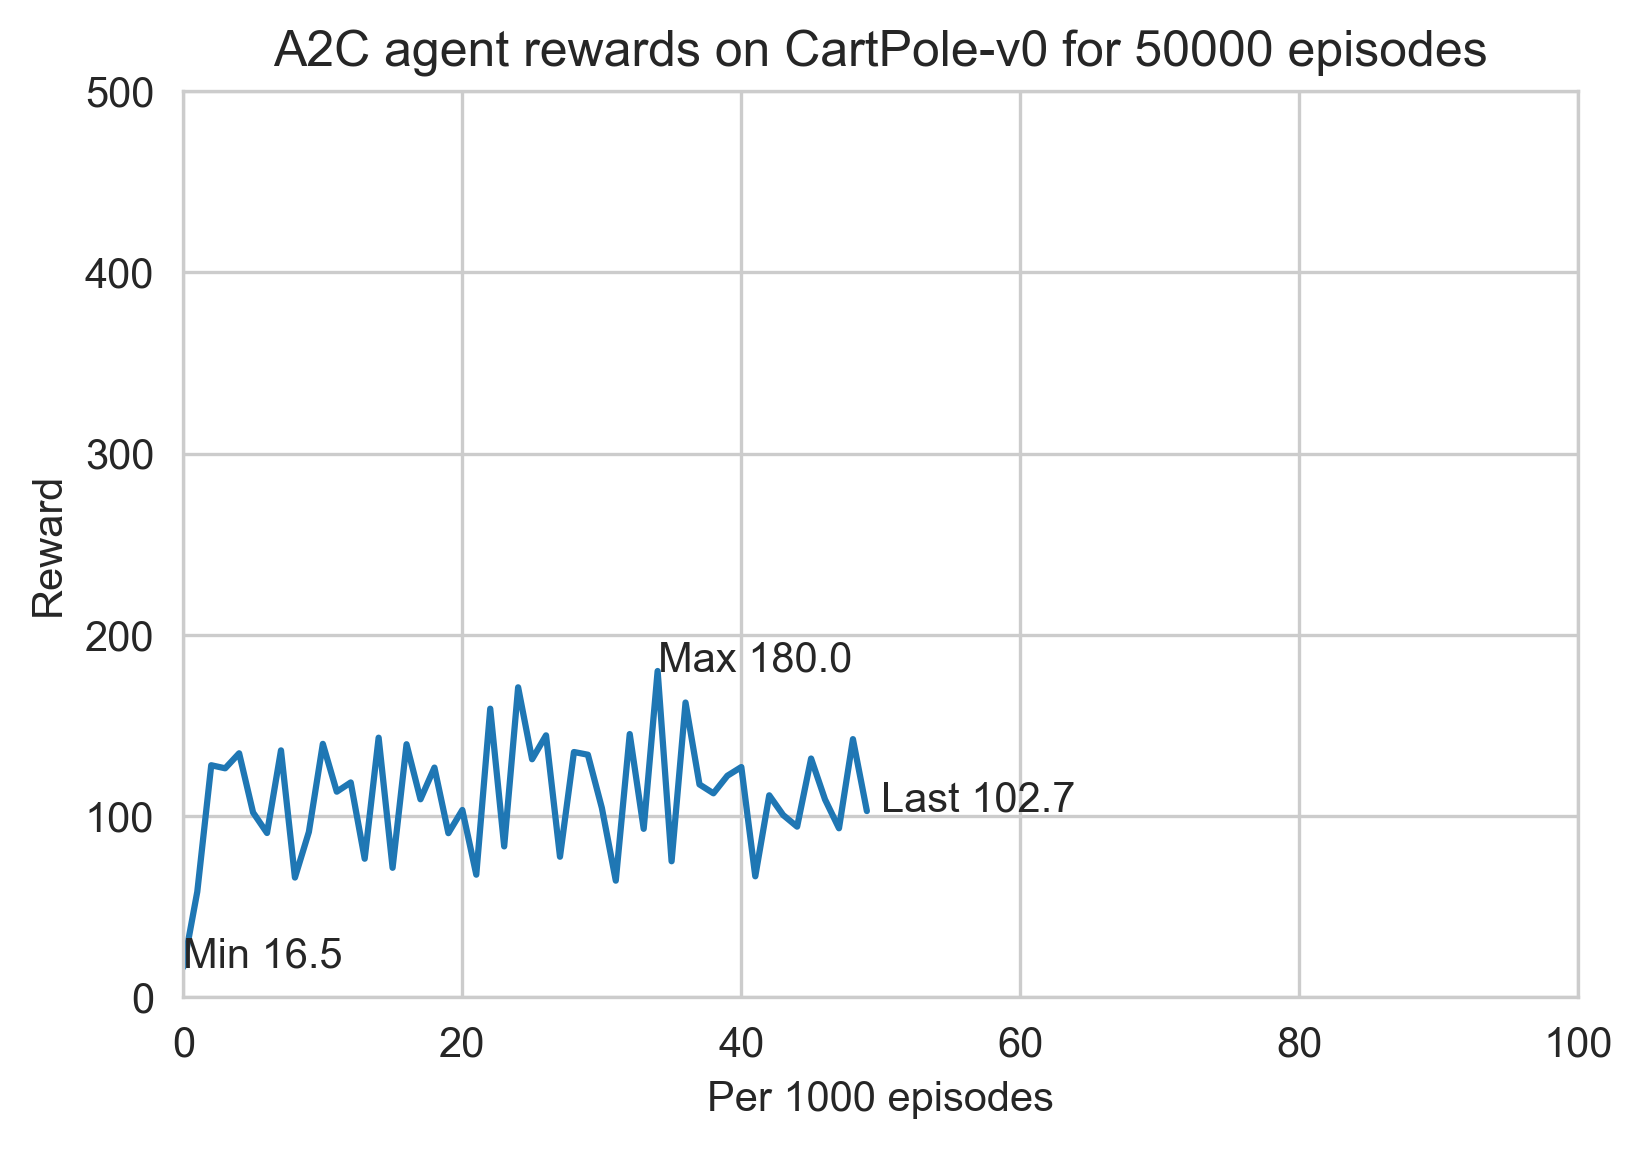 A2C agent rewards on CartPole-v0 for 50000 episodes
500
400
300
200
100
0
Reward
Max 180.0
Last 102.7
Min 16.5
0 20 40 60 80 100
Per 1000 episodes